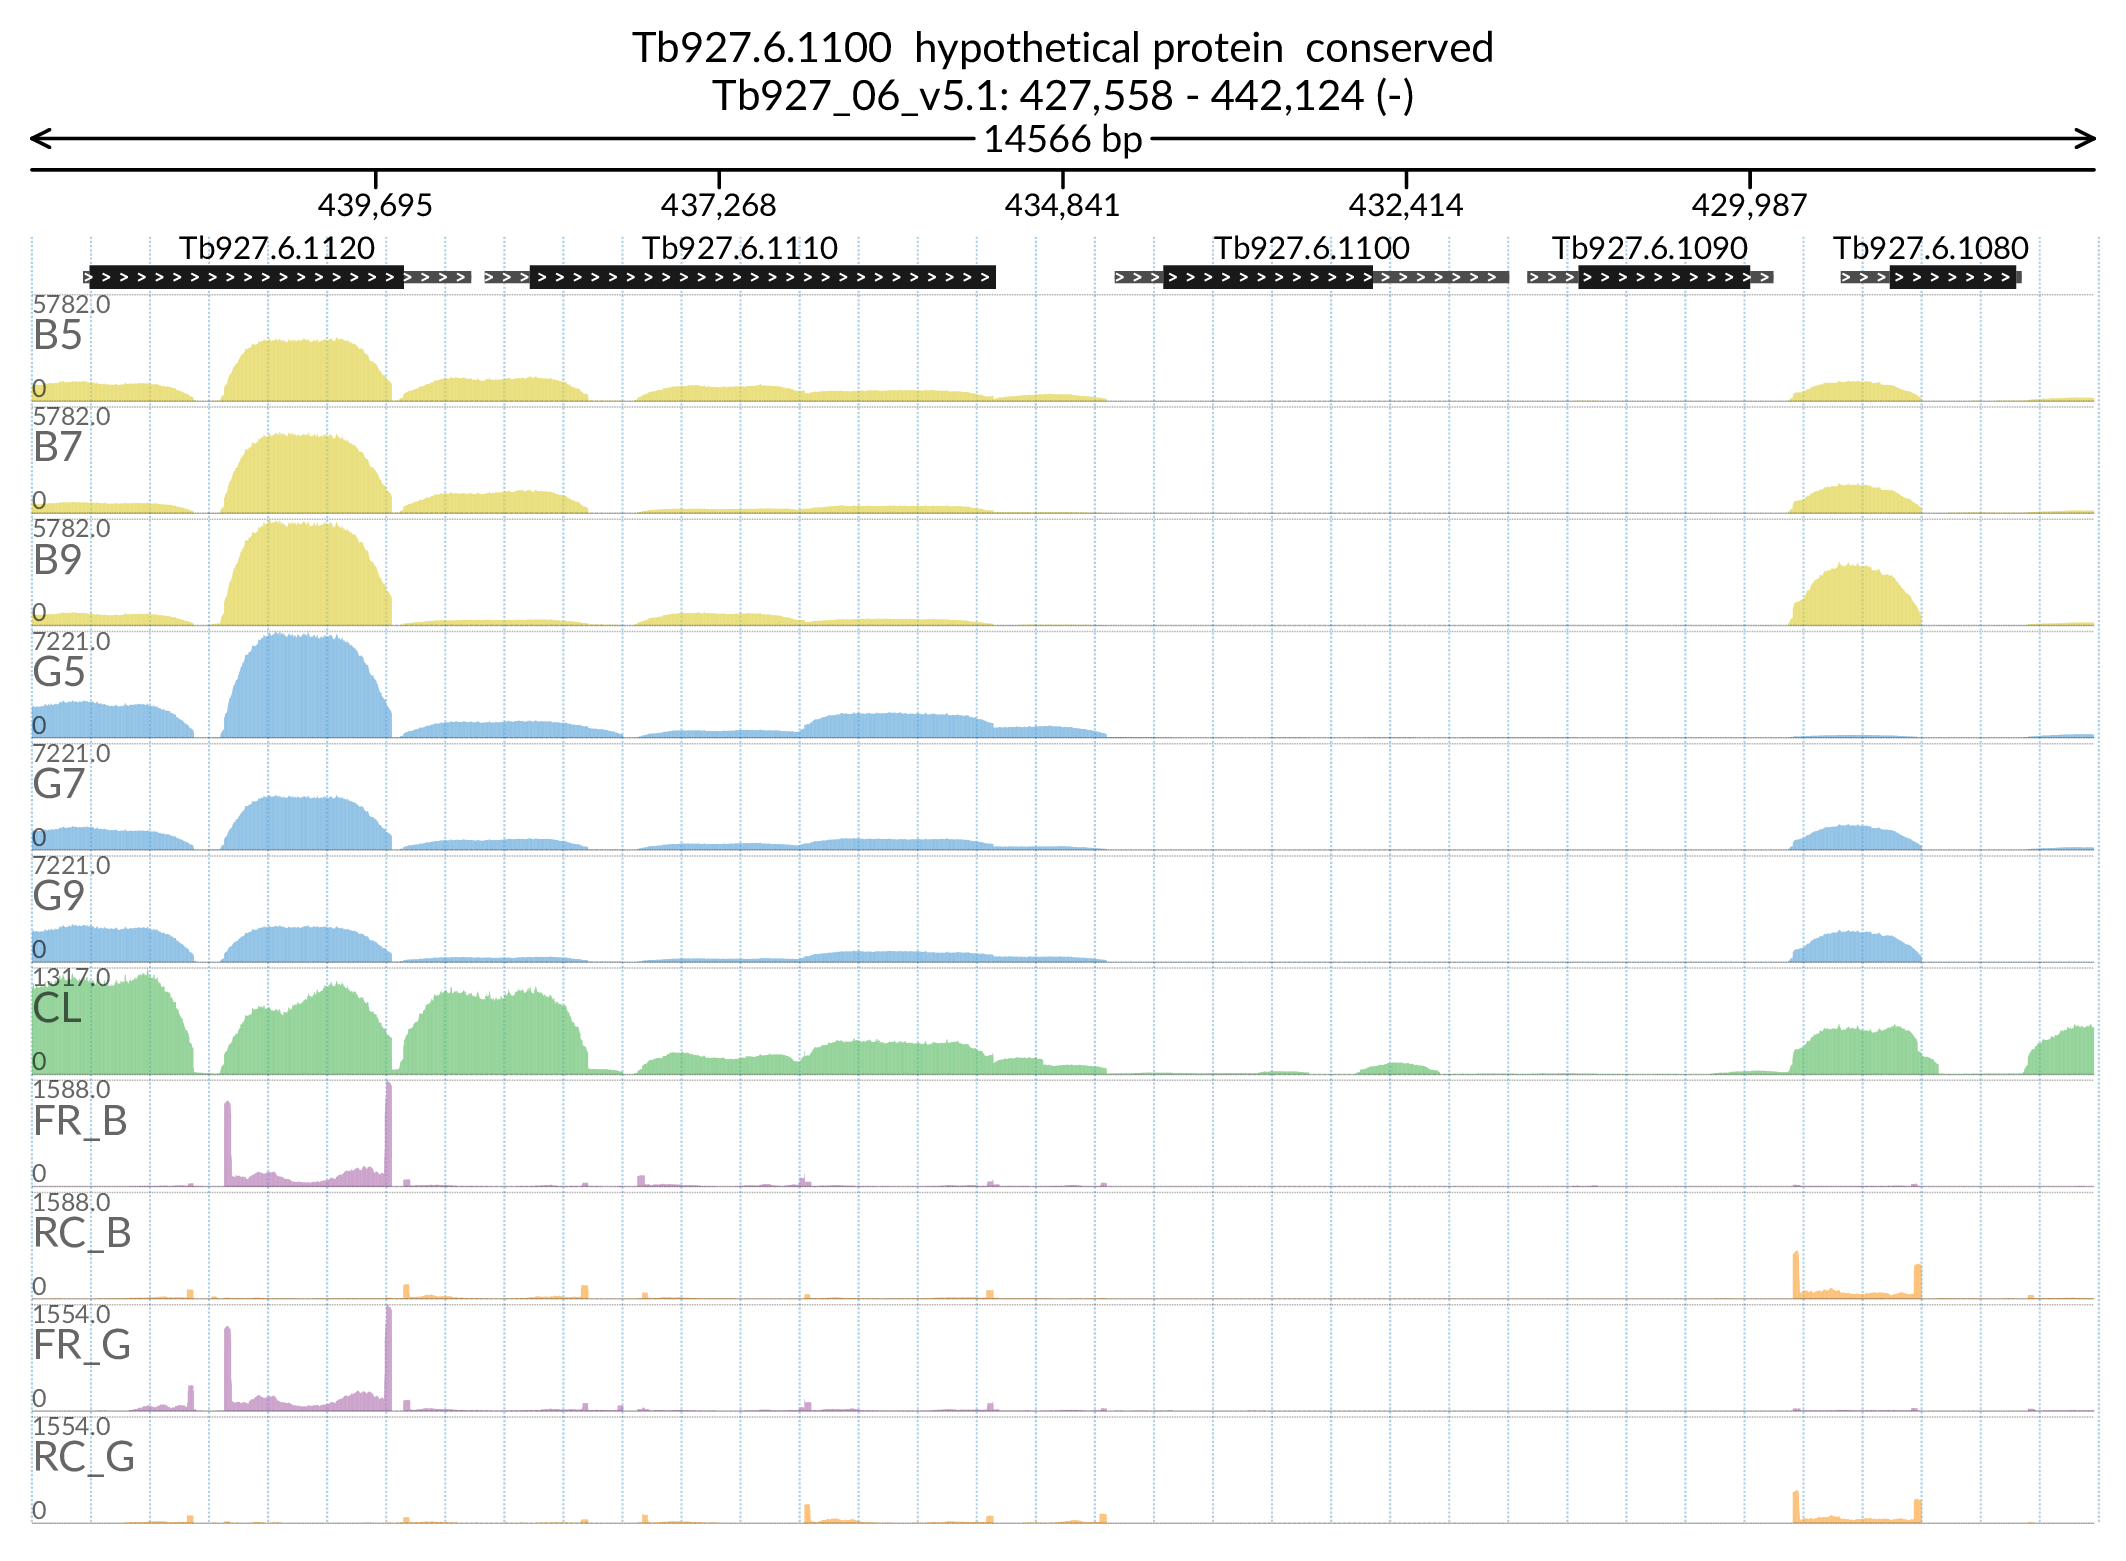 Tb927.6.1100  hypothetical protein  conserved
Tb927_06_v5.1: 427,558 - 442,124 (-)
14566 bp
439,695 437,268 434,841 432,414 429,987
Tb927.6.1120 Tb927.6.1110 Tb927.6.1100 Tb927.6.1090 Tb927.6.1080
5782.0
B5
0
5782.0
B7
0
5782.0
B9
0
7221.0
G5
0
7221.0
G7
0
7221.0
G9
0
1317.0
CL
0
1588.0
FR_B
0
1588.0
RC_B
0
1554.0
FR_G
0
1554.0
RC_G
0